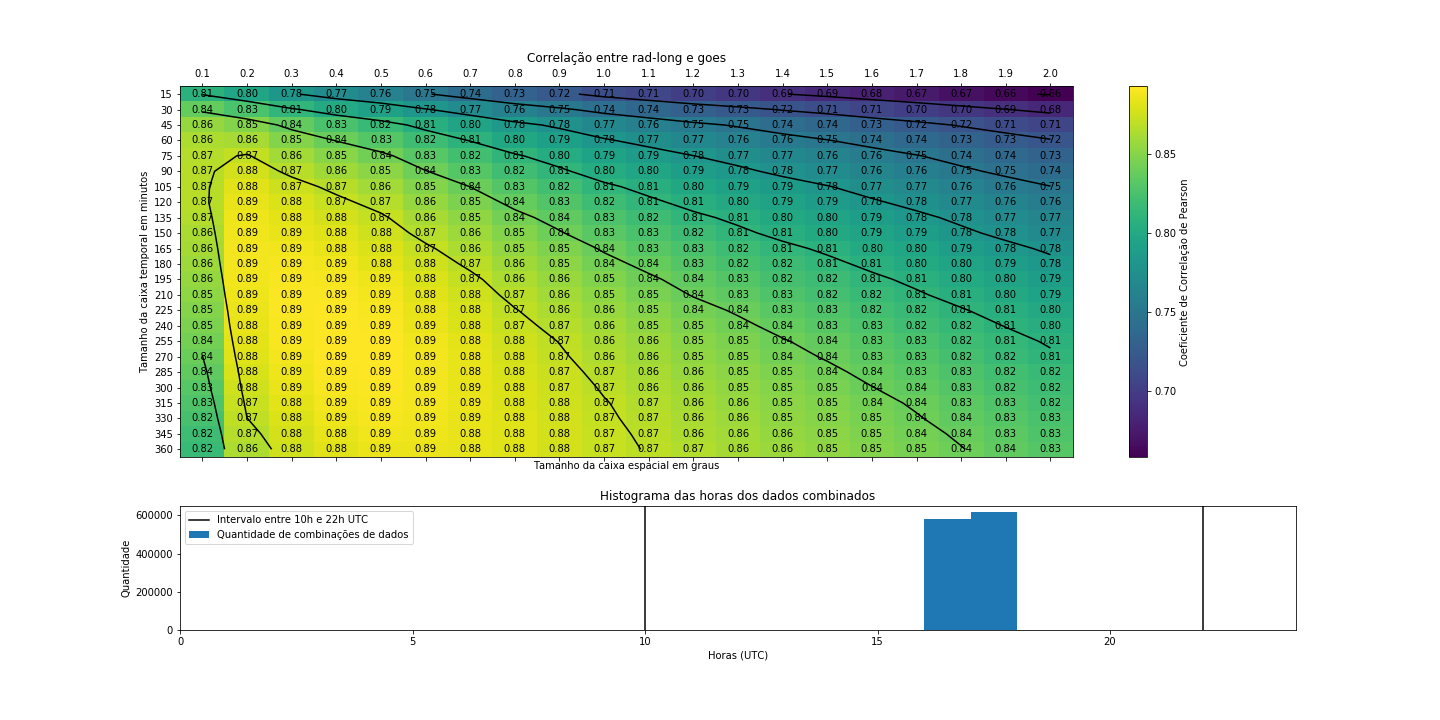 Correlação entre rad-long e goes
0.1 0.2 0.3 0.4 0.5 0.6 0.7 0.8 0.9 1.0 1.1 1.2 1.3 1.4 1.5 1.6 1.7 1.8 1.9 2.0
15 0.81 0.80 0.78 0.77 0.76 0.75 0.74 0.73 0.72 0.71 0.71 0.70 0.70 0.69 0.69 0.68 0.67 0.67 0.66 0.66
30 0.84 0.83 0.81 0.80 0.79 0.78 0.77 0.76 0.75 0.74 0.74 0.73 0.73 0.72 0.71 0.71 0.70 0.70 0.69 0.68
45 0.86 0.85 0.84 0.83 0.82 0.81 0.80 0.78 0.78 0.77 0.76 0.75 0.75 0.74 0.74 0.73 0.72 0.72 0.71 0.71
60 0.86 0.86 0.85 0.84 0.83 0.82 0.81 0.80 0.79 0.78 0.77 0.77 0.76 0.76 0.75 0.74 0.74 0.73 0.73 0.72
75 0.87 0.87 0.86 0.85 0.84 0.83 0.82 0.81 0.80 0.79 0.79 0.78 0.77 0.77 0.76 0.76 0.75 0.74 0.74 0.73
90 0.87 0.88 0.87 0.86 0.85 0.84 0.83 0.82 0.81 0.80 0.80 0.79 0.78 0.78 0.77 0.76 0.76 0.75 0.75 0.74
105 0.87 0.88 0.87 0.87 0.86 0.85 0.84 0.83 0.82 0.81 0.81 0.80 0.79 0.79 0.78 0.77 0.77 0.76 0.76 0.75
120 0.87 0.89 0.88 0.87 0.87 0.86 0.85 0.84 0.83 0.82 0.81 0.81 0.80 0.79 0.79 0.78 0.78 0.77 0.76 0.76
135 0.87 0.89 0.88 0.88 0.87 0.86 0.85 0.84 0.84 0.83 0.82 0.81 0.81 0.80 0.80 0.79 0.78 0.78 0.77 0.77
150 0.86 0.89 0.89 0.88 0.88 0.87 0.86 0.85 0.84 0.83 0.83 0.82 0.81 0.81 0.80 0.79 0.79 0.78 0.78 0.77
165 0.86 0.89 0.89 0.88 0.88 0.87 0.86 0.85 0.85 0.84 0.83 0.83 0.82 0.81 0.81 0.80 0.80 0.79 0.78 0.78
180 0.86 0.89 0.89 0.89 0.88 0.88 0.87 0.86 0.85 0.84 0.84 0.83 0.82 0.82 0.81 0.81 0.80 0.80 0.79 0.78
195 0.86 0.89 0.89 0.89 0.89 0.88 0.87 0.86 0.86 0.85 0.84 0.84 0.83 0.82 0.82 0.81 0.81 0.80 0.80 0.79
210 0.85 0.89 0.89 0.89 0.89 0.88 0.88 0.87 0.86 0.85 0.85 0.84 0.83 0.83 0.82 0.82 0.81 0.81 0.80 0.79
225 0.85 0.89 0.89 0.89 0.89 0.88 0.88 0.87 0.86 0.86 0.85 0.84 0.84 0.83 0.83 0.82 0.82 0.81 0.81 0.80
240 0.85 0.88 0.89 0.89 0.89 0.89 0.88 0.87 0.87 0.86 0.85 0.85 0.84 0.84 0.83 0.83 0.82 0.82 0.81 0.80
255 0.84 0.88 0.89 0.89 0.89 0.89 0.88 0.88 0.87 0.86 0.86 0.85 0.85 0.84 0.84 0.83 0.83 0.82 0.81 0.81
270 0.84 0.88 0.89 0.89 0.89 0.89 0.88 0.88 0.87 0.86 0.86 0.85 0.85 0.84 0.84 0.83 0.83 0.82 0.82 0.81
285 0.84 0.88 0.89 0.89 0.89 0.89 0.88 0.88 0.87 0.87 0.86 0.86 0.85 0.85 0.84 0.84 0.83 0.83 0.82 0.82
300 0.83 0.88 0.89 0.89 0.89 0.89 0.88 0.88 0.88 0.87 0.86 0.86 0.85 0.85 0.85 0.84 0.84 0.83 0.82 0.82
315 0.83 0.87 0.88 0.89 0.89 0.89 0.88 0.88 0.88 0.87 0.87 0.86 0.86 0.85 0.85 0.84 0.84 0.83 0.83 0.82
330 0.82 0.87 0.88 0.89 0.89 0.89 0.88 0.88 0.88 0.87 0.87 0.86 0.86 0.85 0.85 0.85 0.84 0.84 0.83 0.83
345 0.82 0.87 0.88 0.88 0.89 0.89 0.88 0.88 0.88 0.87 0.87 0.86 0.86 0.86 0.85 0.85 0.84 0.84 0.83 0.83
360 0.82 0.86 0.88 0.88 0.89 0.89 0.88 0.88 0.88 0.87 0.87 0.87 0.86 0.86 0.85 0.85 0.85 0.84 0.84 0.83
Tamanho da caixa temporal em minutos
Tamanho da caixa espacial em graus
0.85
0.80
0.75
0.70
Coeficiente de Correlação de Pearson
Histograma das horas dos dados combinados
Intervalo entre 10h e 22h UTC
Quantidade de combinações de dados
600000
400000
200000
0
Quantidade
0 5 10 15 20
Horas (UTC)